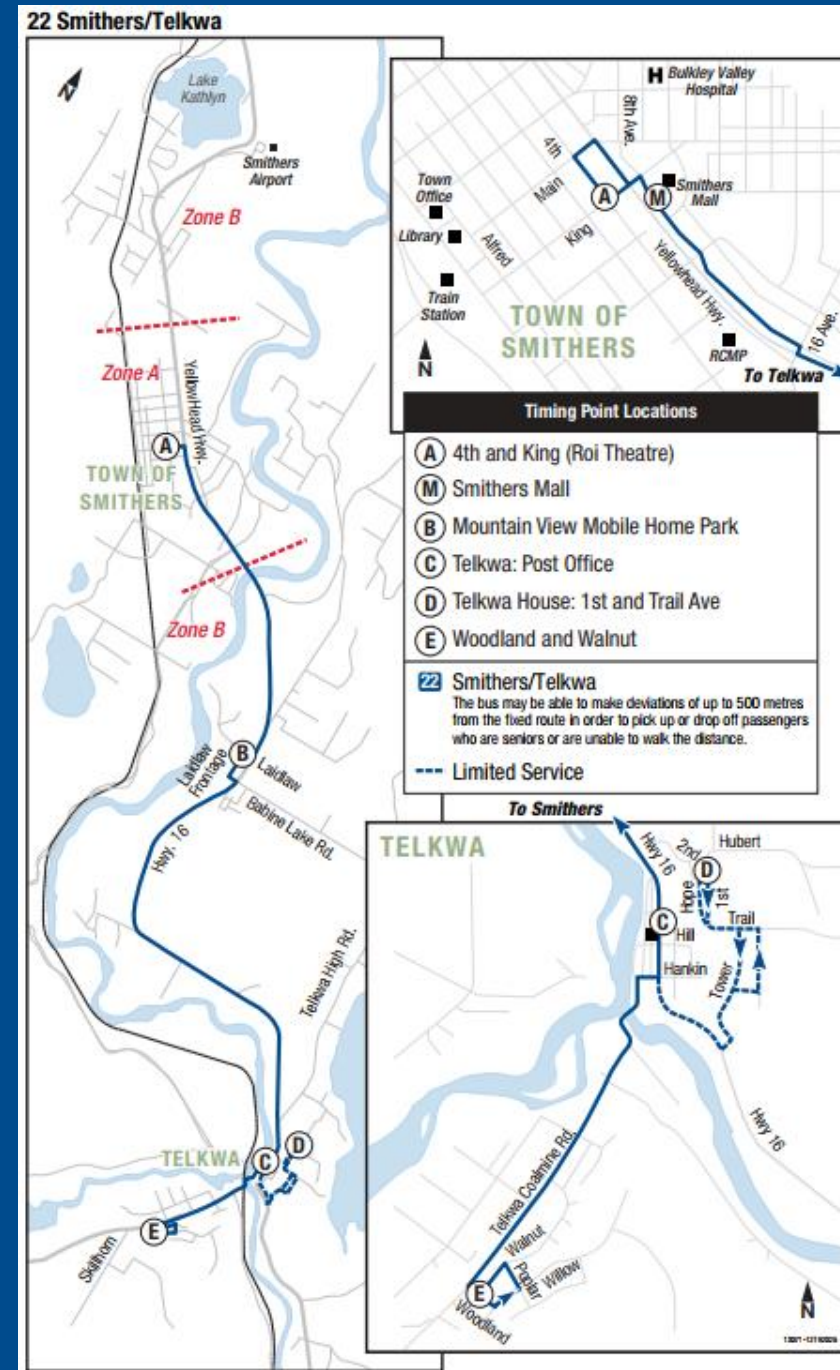 22 Smithers/Telkwa
N
Lake
Kathlyn
Smithers
Airport
Zone B
Zone A
YellowHead Hwy.
A
TOWN OF
SMITHERS
Zone B
B
Laidlaw
Frontage
Laidlaw
Babine Lake Rd.
Hwy. 16
Telkwa High Rd.
TELKWA
C
D
E
Skillhorn
H Bulkley Valley
Hospital
8th Ave.
4th
Main
Town
Office
A
M
Smithers
Mall
Library
Alfred
King
Yellowhead Hwy.
Train
Station
TOWN OF
SMITHERS
RCMP
16 Ave.
N
To Telkwa
Timing Point Locations
A 4th and King (Roi Theatre)
M Smithers Mall
B Mountain View Mobile Home Park
C Telkwa: Post Office
D Telkwa House: 1st and Trail Ave
E Woodland and Walnut
22 Smithers/Telkwa
The bus may be able to make deviations of up to 500 metres
from the fixed route in order to pick up or drop off passengers
who are seniors or are unable to walk the distance.
Limited Service
To Smithers
TELKWA
Hwy 16
2nd
Hubert
D
Hope
1st
C
Trail
Hill
Hankin
Tower
Hwy 16
Telkwa Coalmine Rd.
Walnut
Poplar
Willow
E
Woodland
N